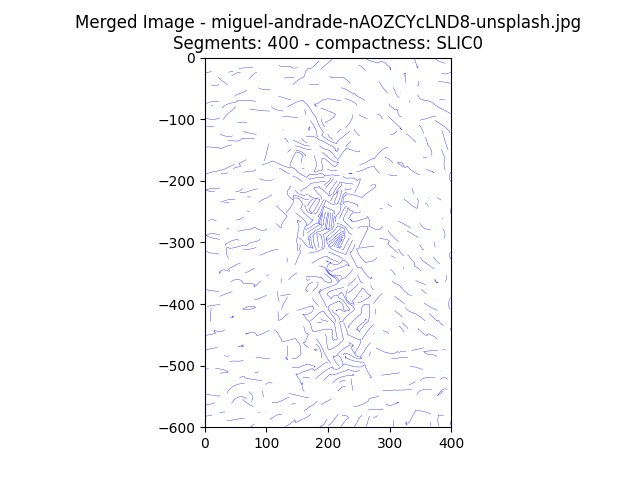 Merged Image - miguel-andrade-nAOZCYcLND8-unsplash.jpg
Segments: 400 - compactness: SLIC0
0
−100
−200
−300
−400
−500
−600
0 100 200 300 400